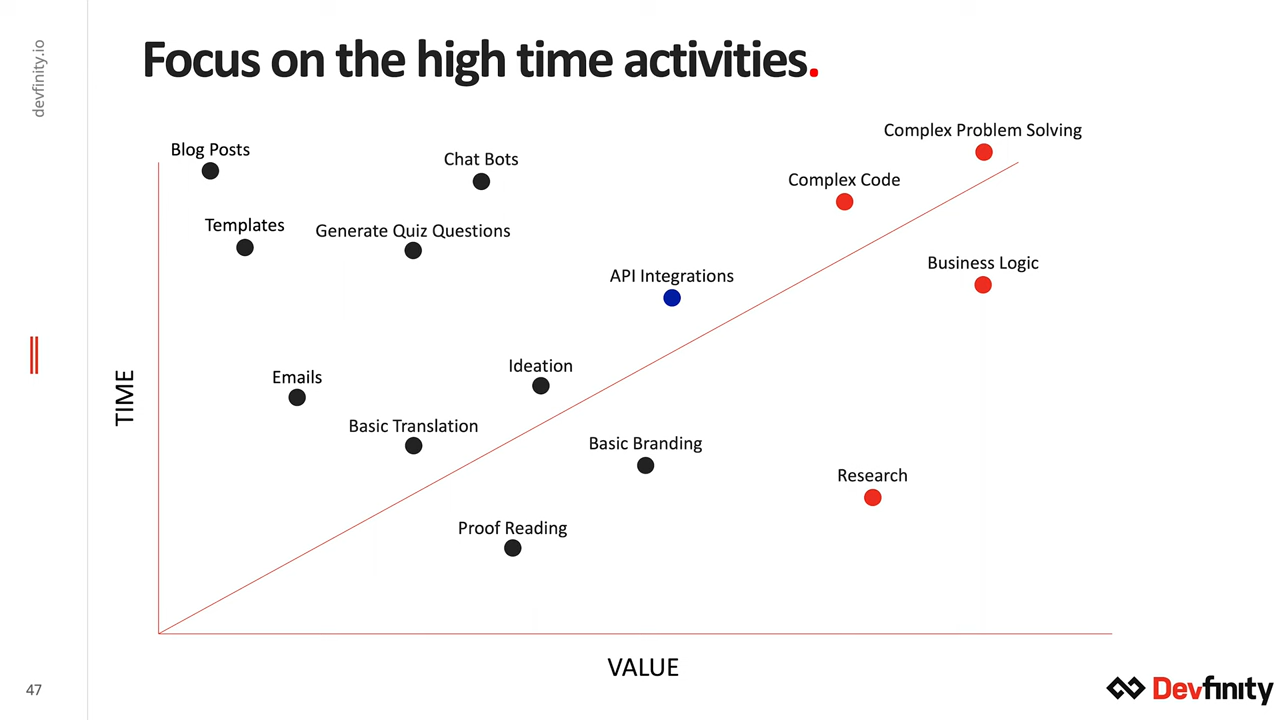 devfinity.io
Focus on the high time activities.
Complex Problem Solving
Blog Posts
Chat Bots
Complex Code
Templates
Generate Quiz Questions
Business Logic
API Integrations
Ideation
Emails
TIME
Basic Translation
Basic Branding
Research
Proof Reading
VALUE
47
Devfinity